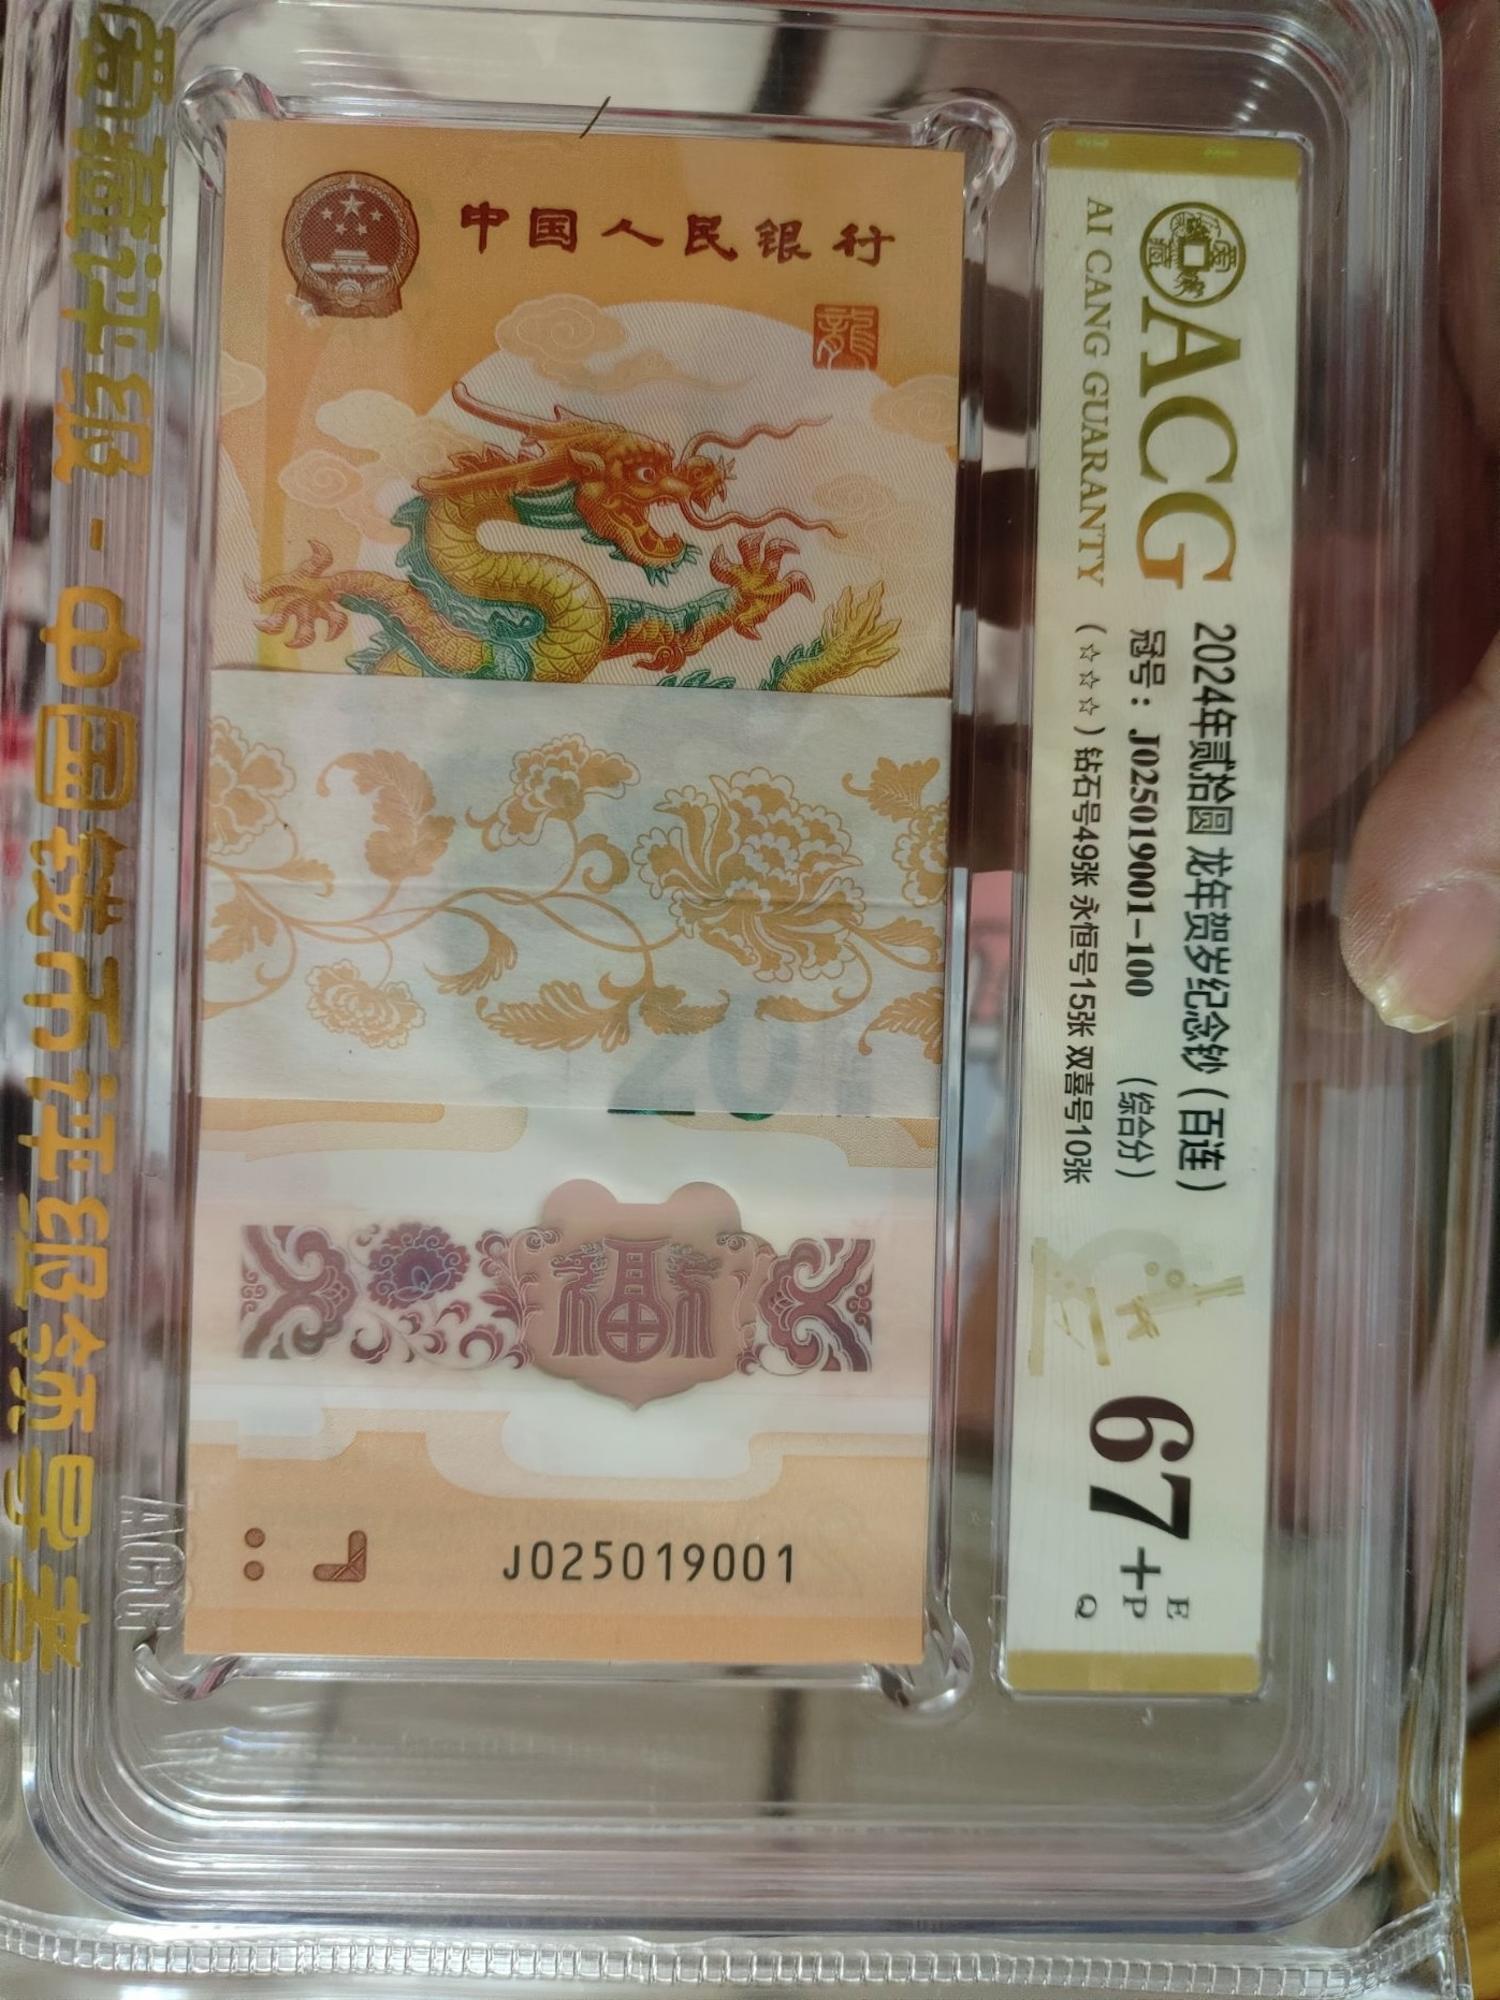 爱藏评级 - 中国钱币评级领导者
中国人民银行
龍
20
福
J025019001
ACG
ACG
AI CANG GUARANTY
2024年贰拾圆 龙年贺岁纪念钞（百连）
冠号：J025019001-100 （综合分）
（☆☆☆）钻石号49张 永恒号15张 双喜号10张
67+
E
P
Q